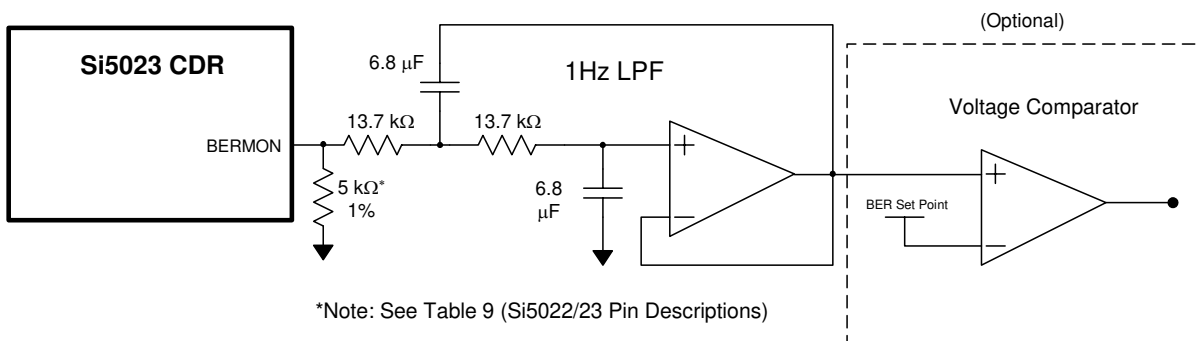 (Optional)
Si5023 CDR
6.8 µF
1Hz LPF
Voltage Comparator
13.7 kΩ
13.7 kΩ
BERMON
+
+
5 kΩ*
1%
6.8
µF
BER Set Point
–
–
*Note: See Table 9 (Si5022/23 Pin Descriptions)